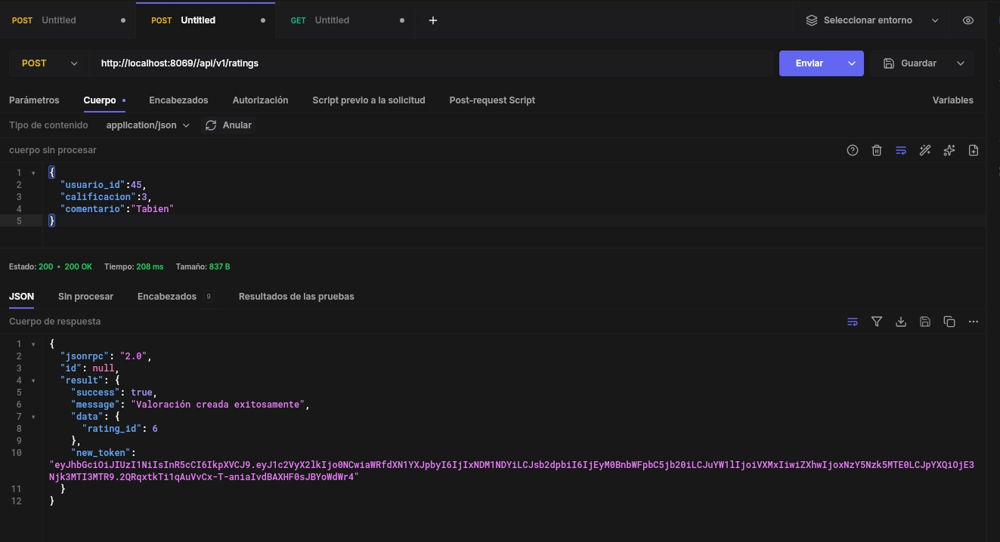 POST Untitled
POST Untitled
GET Untitled
Seleccionar entorno
POST
http://localhost:8069//api/v1/ratings
Enviar
Guardar
Parámetros Cuerpo Encabezados Autorización Script previo a la solicitud Post-request Script Variables
Tipo de contenido application/json Anular
cuerpo sin procesar
1 {
2 "usuario_id":45,
3 "calificacion":3,
4 "comentario":"Tabien"
5 }
Estado: 200 • 200 OK Tiempo: 208 ms Tamaño: 837 B
JSON Sin procesar Encabezados 9 Resultados de las pruebas
Cuerpo de respuesta
1 {
2 "jsonrpc": "2.0",
3 "id": null,
4 "result": {
5 "success": true,
6 "message": "Valoración creada exitosamente",
7 "data": {
8 "rating_id": 6
9 },
10 "new_token":
"eyJhbGciOiJIUzI1NiIsInR5cCI6IkpXVCJ9.eyJ1c2VyX2lkIjo0NCwiaWRfdXN1YXJpbyI6IjIxNDM1NDYiLCJsb2dpbiI6IjEyM0BnbWFpbC5jb20iLCJuYW1lIjoiVXMxIiwiZXhwIjoxNzY5Nzk5MTE0LCJpYXQiOjE3
Njk3MTI3MTR9.2QRqxtkTi1qAuVvCx-T-aniaIvdBAXHF0sJBYoWdWr4"
11 }
12 }